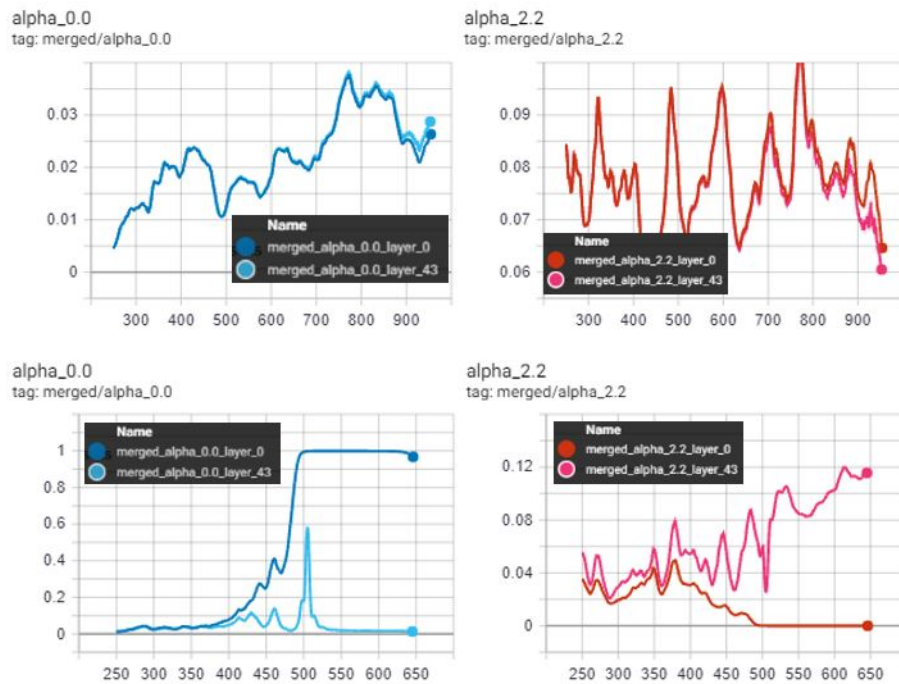 alpha_0.0
tag: merged/alpha_0.0
0.03
0.02
0.01
0
300 400 500 600 700 800 900
Name
merged_alpha_0.0_layer_0
merged_alpha_0.0_layer_43
alpha_2.2
tag: merged/alpha_2.2
0.09
0.08
0.07
0.06
300 400 500 600 700 800 900
Name
merged_alpha_2.2_layer_0
merged_alpha_2.2_layer_43
alpha_0.0
tag: merged/alpha_0.0
1
0.8
0.6
0.4
0.2
0
250 300 350 400 450 500 550 600 650
Name
merged_alpha_0.0_layer_0
merged_alpha_0.0_layer_43
alpha_2.2
tag: merged/alpha_2.2
0.12
0.08
0.04
0
250 300 350 400 450 500 550 600 650
Name
merged_alpha_2.2_layer_0
merged_alpha_2.2_layer_43